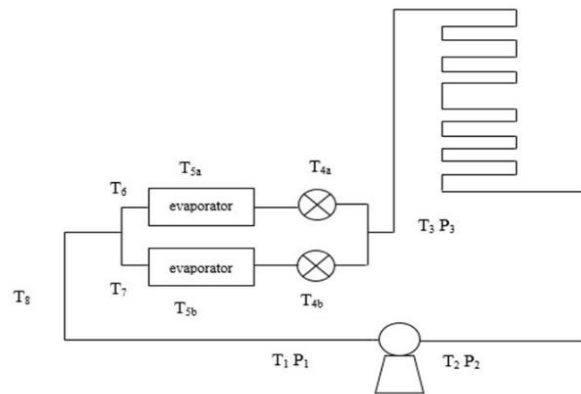 T₅ₐ
T₄ₐ
T₆
evaporator
T₃ P₃
evaporator
T₇
T₅b
T₄b
T₈
T₁ P₁
T₂ P₂